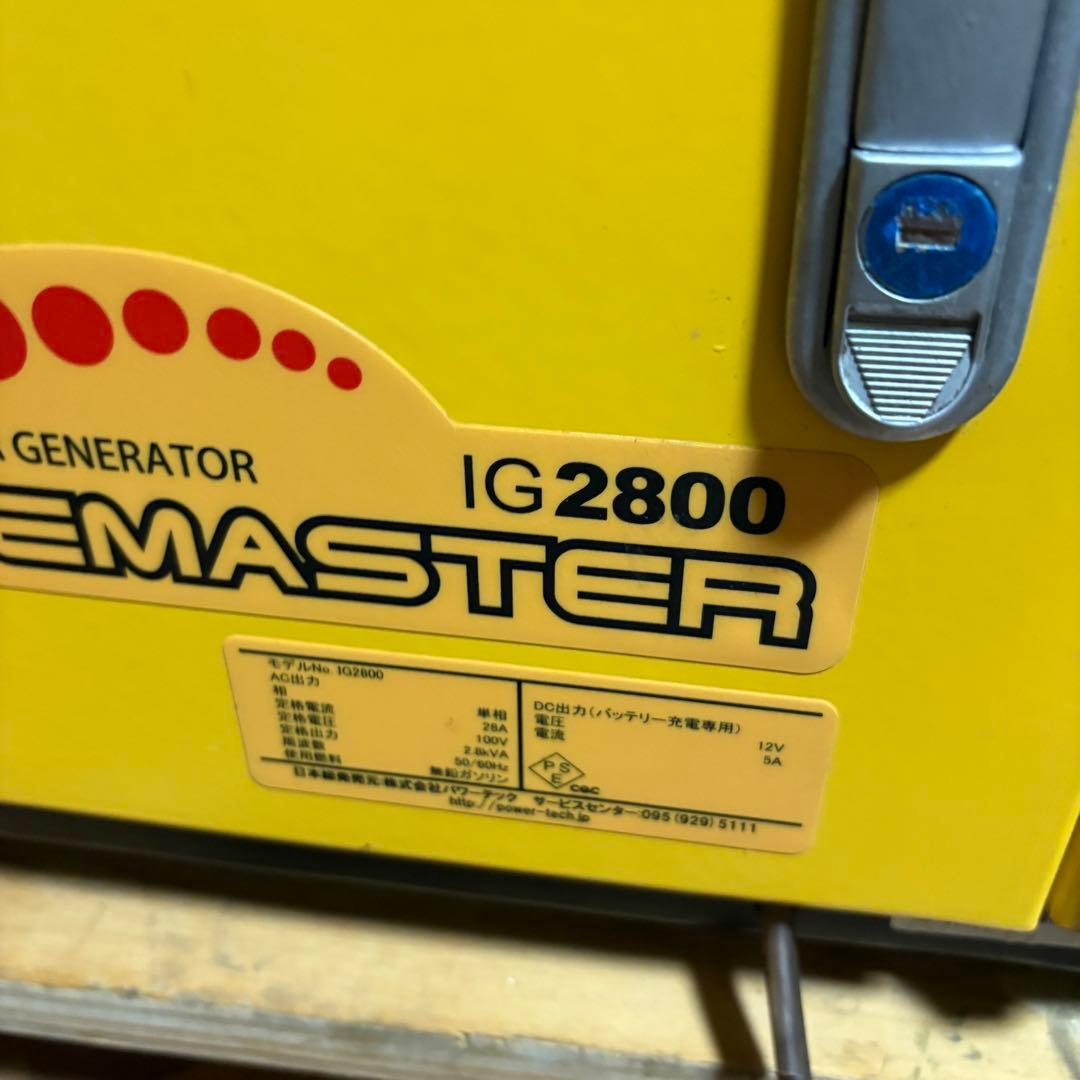 GENERATOR
IG2800
EMASTER
モデルNo. IG2800
AC出力
相 単相
定格電流 28A
定格電圧 100V
定格出力 2.8kVA
周波数 50/60Hz
使用燃料 無鉛ガソリン
DC出力(バッテリー充電専用)
電圧 12V
電流 5A
PSE CQC
日本総発売元:株式会社パワーテック サービスセンター:095(929)5111
http://power-tech.jp